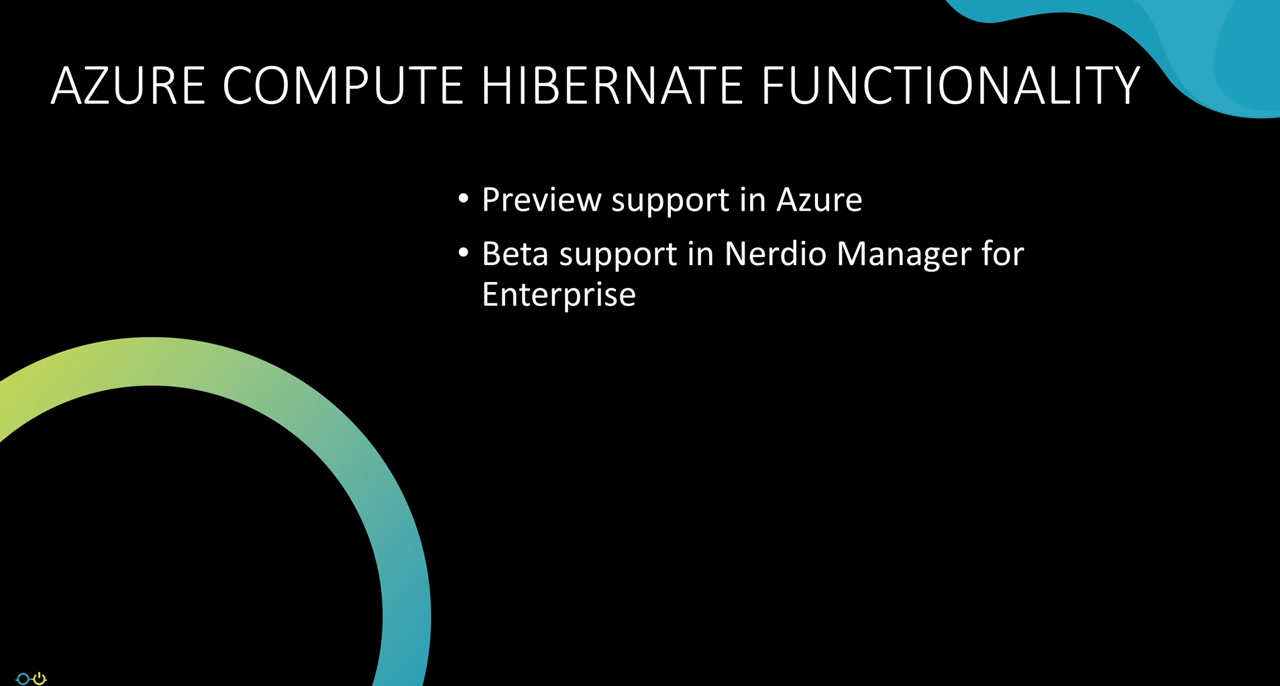 AZURE COMPUTE HIBERNATE FUNCTIONALITY
• Preview support in Azure
• Beta support in Nerdio Manager for
Enterprise